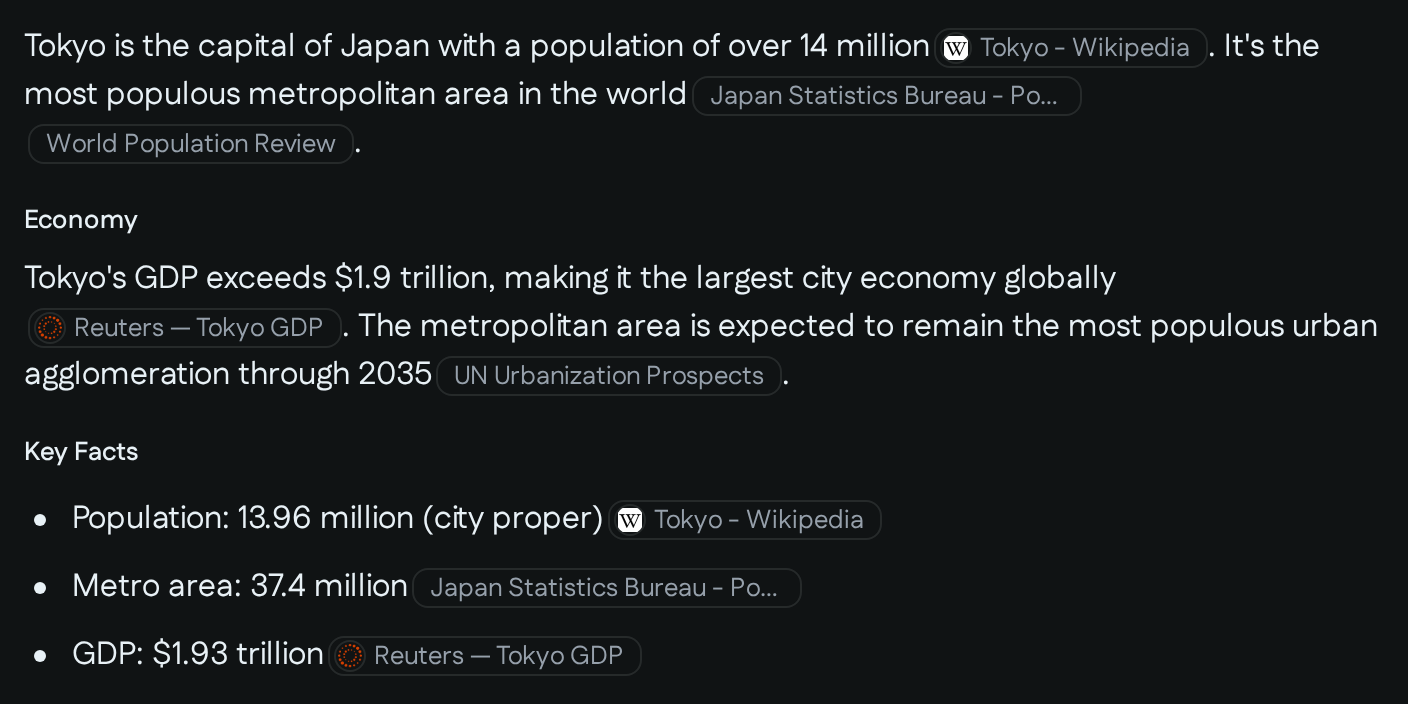 Tokyo is the capital of Japan with a population of over 14 million W Tokyo - Wikipedia . It's the
most populous metropolitan area in the world Japan Statistics Bureau - Po...
World Population Review .
Economy
Tokyo's GDP exceeds $1.9 trillion, making it the largest city economy globally
Reuters — Tokyo GDP . The metropolitan area is expected to remain the most populous urban
agglomeration through 2035 UN Urbanization Prospects .
Key Facts
• Population: 13.96 million (city proper) W Tokyo - Wikipedia
• Metro area: 37.4 million Japan Statistics Bureau - Po...
• GDP: $1.93 trillion Reuters — Tokyo GDP